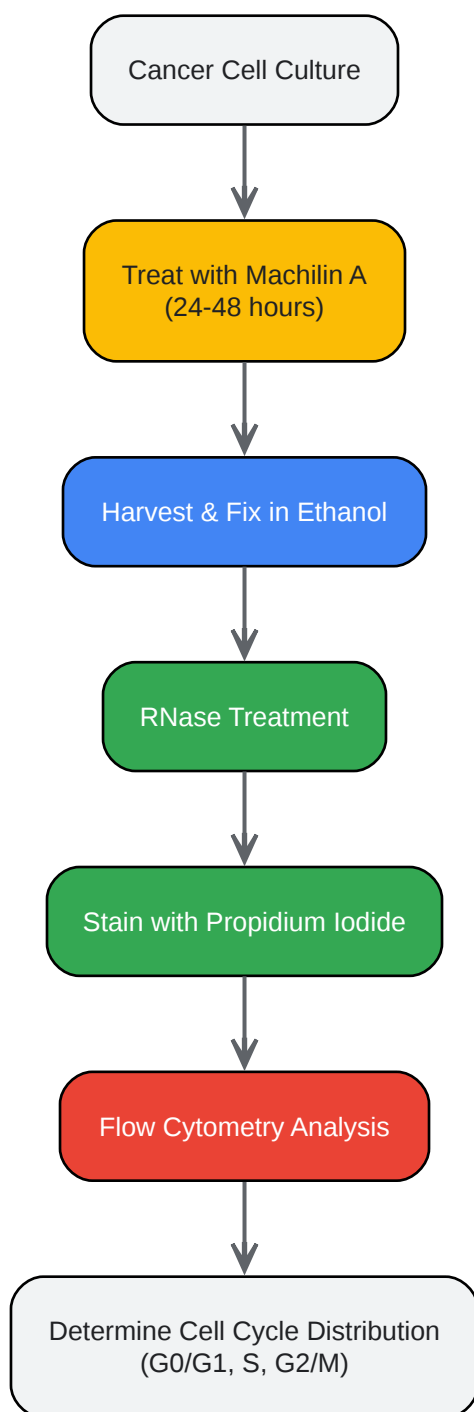 Cancer Cell Culture
Treat with Machilin A
(24-48 hours)
Harvest & Fix in Ethanol
RNase Treatment
Stain with Propidium Iodide
Flow Cytometry Analysis
Determine Cell Cycle Distribution
(G0/G1, S, G2/M)